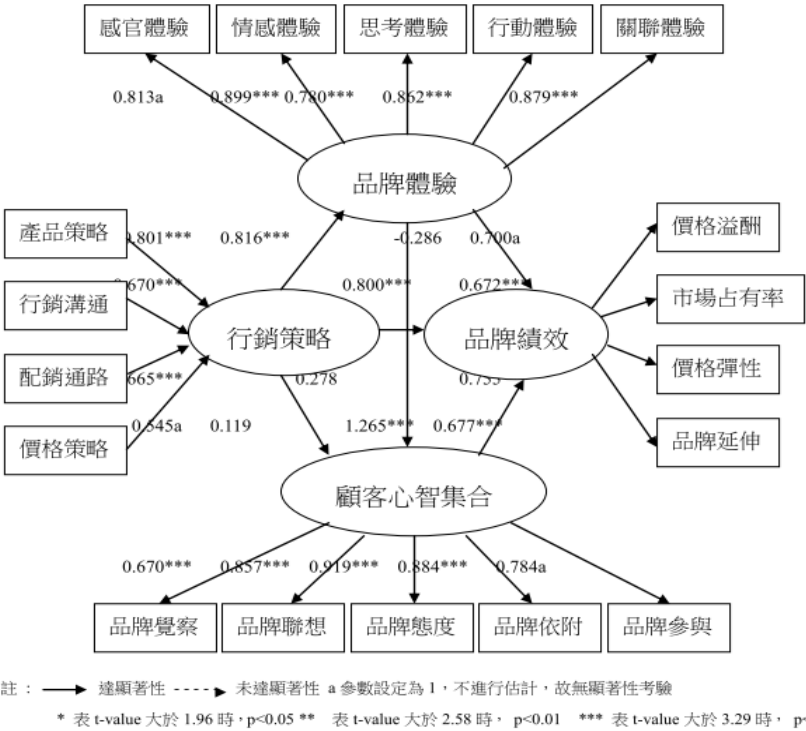 感官體驗 情感體驗 思考體驗 行動體驗 關聯體驗
0.813a 0.899*** 0.780*** 0.862*** 0.879***
品牌體驗
產品策略 0.801*** 0.816*** -0.286 0.700a 價格溢酬
行銷溝通 0.670*** 0.800*** 0.672*** 市場占有率
行銷策略 品牌績效
配銷通路 665*** 0.278 價格彈性
價格策略 0.545a 0.119 1.265*** 0.677*** 品牌延伸
顧客心智集合
0.670*** 0.857*** 0.919*** 0.884*** 0.784a
品牌覺察 品牌聯想 品牌態度 品牌依附 品牌參與
註: 達顯著性 未達顯著性 a 參數設定為 1,不進行估計,故無顯著性考驗
* 表 t-value 大於 1.96 時,p<0.05 ** 表 t-value 大於 2.58 時, p<0.01 *** 表 t-value 大於 3.29 時, p<